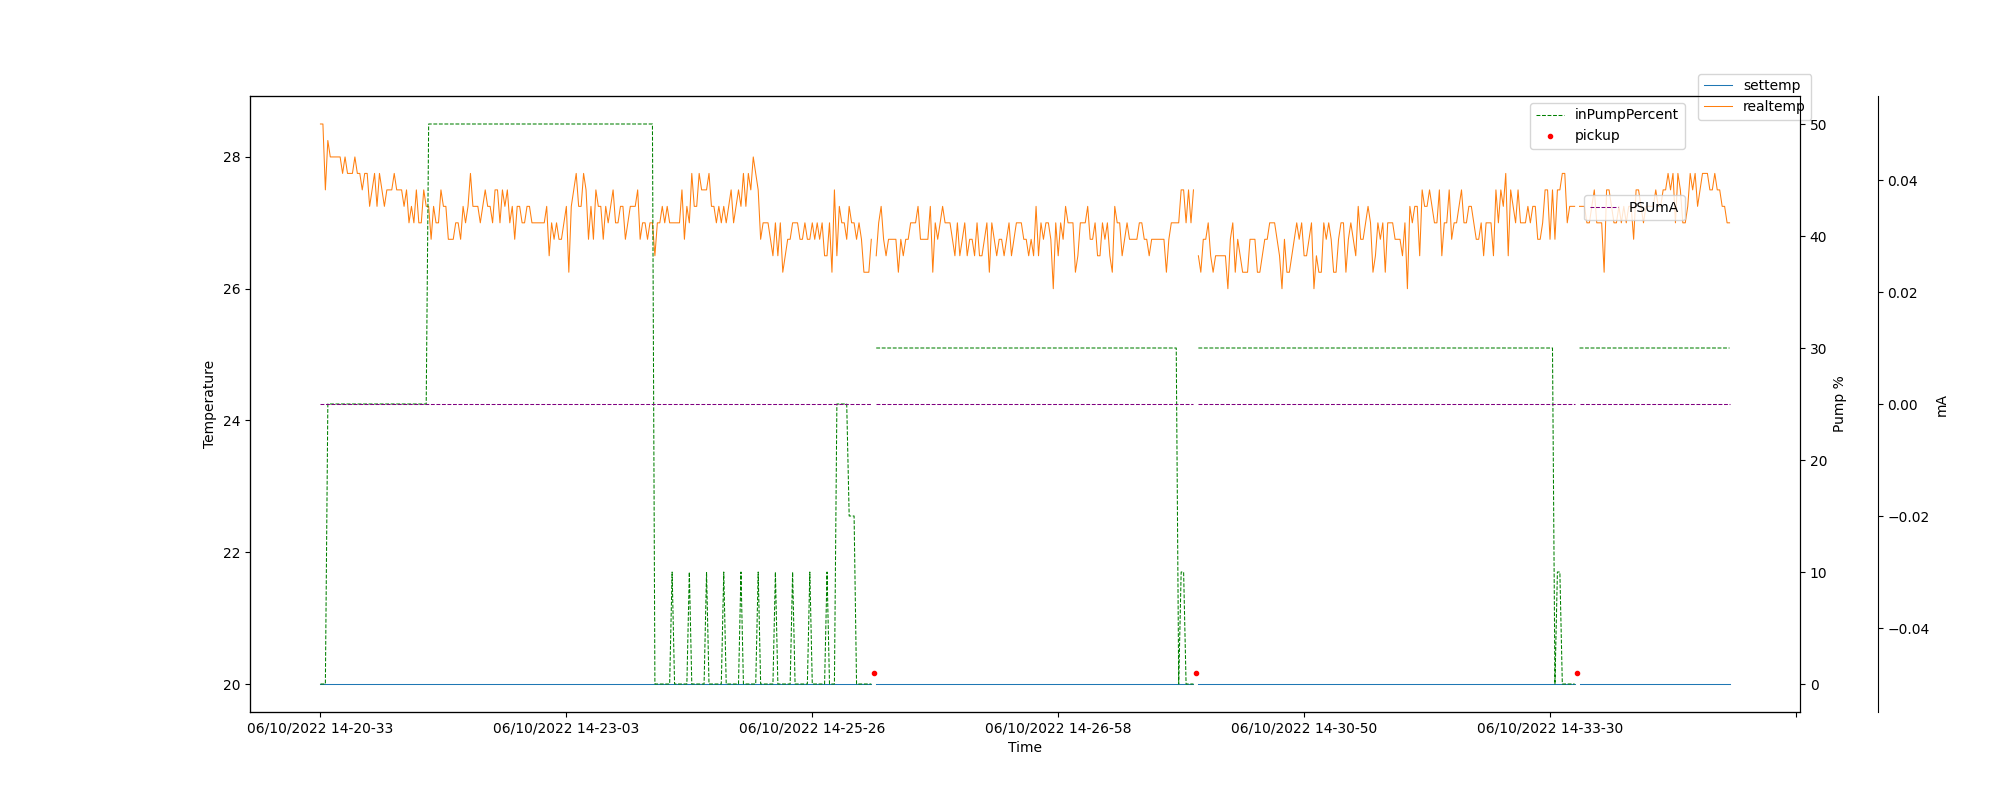 settemp
realtemp
inPumpPercent
pickup
PSUmA
28
26
24
22
20
Temperature
50
40
30
20
10
0
Pump %
0.04
0.02
0.00
−0.02
−0.04
mA
06/10/2022 14-20-33
06/10/2022 14-23-03
06/10/2022 14-25-26
06/10/2022 14-26-58
06/10/2022 14-30-50
06/10/2022 14-33-30
Time